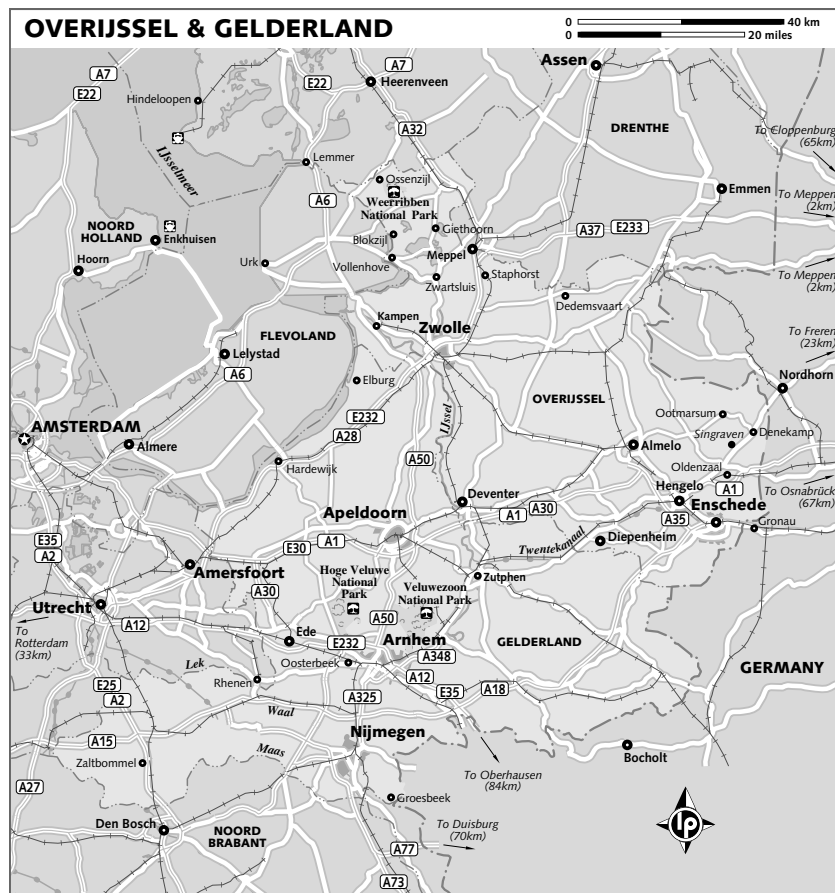 OVERIJSSEL & GELDERLAND
0 40 km
0 20 miles
A7
Assen
A7
E22
Heerenveen
E22
Hindeloopen
A32
DRENTHE
To Cloppenburg
(65km)
IJsselmeer
Lemmer
Ossenzijl
A6
Weerribben
National Park
Emmen
To Meppen
(2km)
NOORD
HOLLAND
Enkhuisen
Giethoorn
Blokzijl
A37
E233
Hoorn
Urk
Vollenhove
Meppel
Staphorst
Zwartsluis
To Meppen
(2km)
Dedemsvaart
Kampen
Zwolle
FLEVOLAND
To Freren
(23km)
Lelystad
A6
Elburg
Nordhorn
OVERIJSSEL
E232
IJssel
Ootmarsum
AMSTERDAM
A28
Singraven
Denekamp
Almere
Almelo
A50
Hardewijk
Oldenzaal
A1
Deventer
Hengelo
To Osnabrück
(67km)
Apeldoorn
A1
A30
Enschede
A35
E35
A2
E30
A1
Twentekanaal
Diepenheim
Gronau
Amersfoort
Hoge Veluwe
National
Park
Veluwezoon
National Park
Zutphen
A30
Utrecht
A12
A50
To
Rotterdam
(33km)
Ede
E232
Arnhem
GELDERLAND
Lek
Oosterbeek
A348
GERMANY
E25
A2
Rhenen
A12
A325
E35
A18
Waal
A15
Nijmegen
Maas
Bocholt
Zaltbommel
To Oberhausen
(84km)
A27
Groesbeek
Den Bosch
NOORD
BRABANT
To Duisburg
(70km)
lp
A77
A73